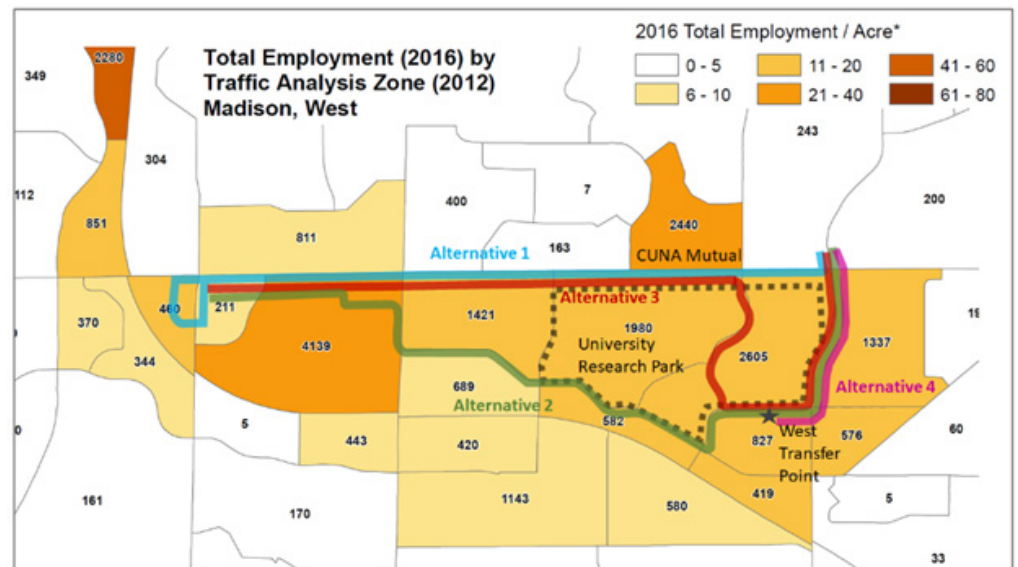 Total Employment (2016) by
Traffic Analysis Zone (2012)
Madison, West
2016 Total Employment / Acre*
0 - 5
11 - 20
41 - 60
6 - 10
21 - 40
61 - 80
2280
349
304
243
112
400
7
200
851
811
2440
163
CUNA Mutual
Alternative 1
460
211
Alternative 3
370
1421
1980
1337
344
4139
University
Research Park
2605
689
Alternative 4
Alternative 2
582
5
443
420
827
West
Transfer
Point
576
60
161
170
1143
580
419
5
33